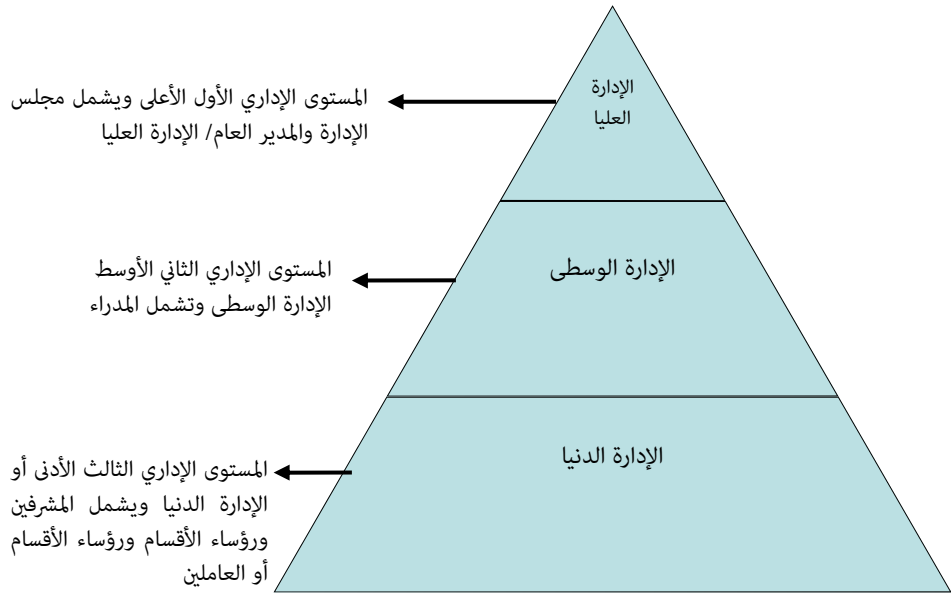 الإدارة
العليا
المستوى الإداري الأول الأعلى ويشمل مجلس
الإدارة والمدير العام/ الإدارة العليا
الإدارة الوسطى
المستوى الإداري الثاني الأوسط
الإدارة الوسطى وتشمل المدراء
الإدارة الدنيا
المستوى الإداري الثالث الأدنى أو
الإدارة الدنيا ويشمل المشرفين
ورؤساء الأقسام ورؤساء الأقسام
أو العاملين